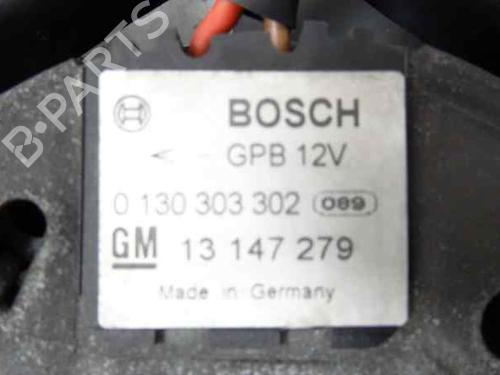 BOSCH
< - GPB 12V
0 130 303 302 089
GM 13 147 279
Made in Germany
B-PARTS